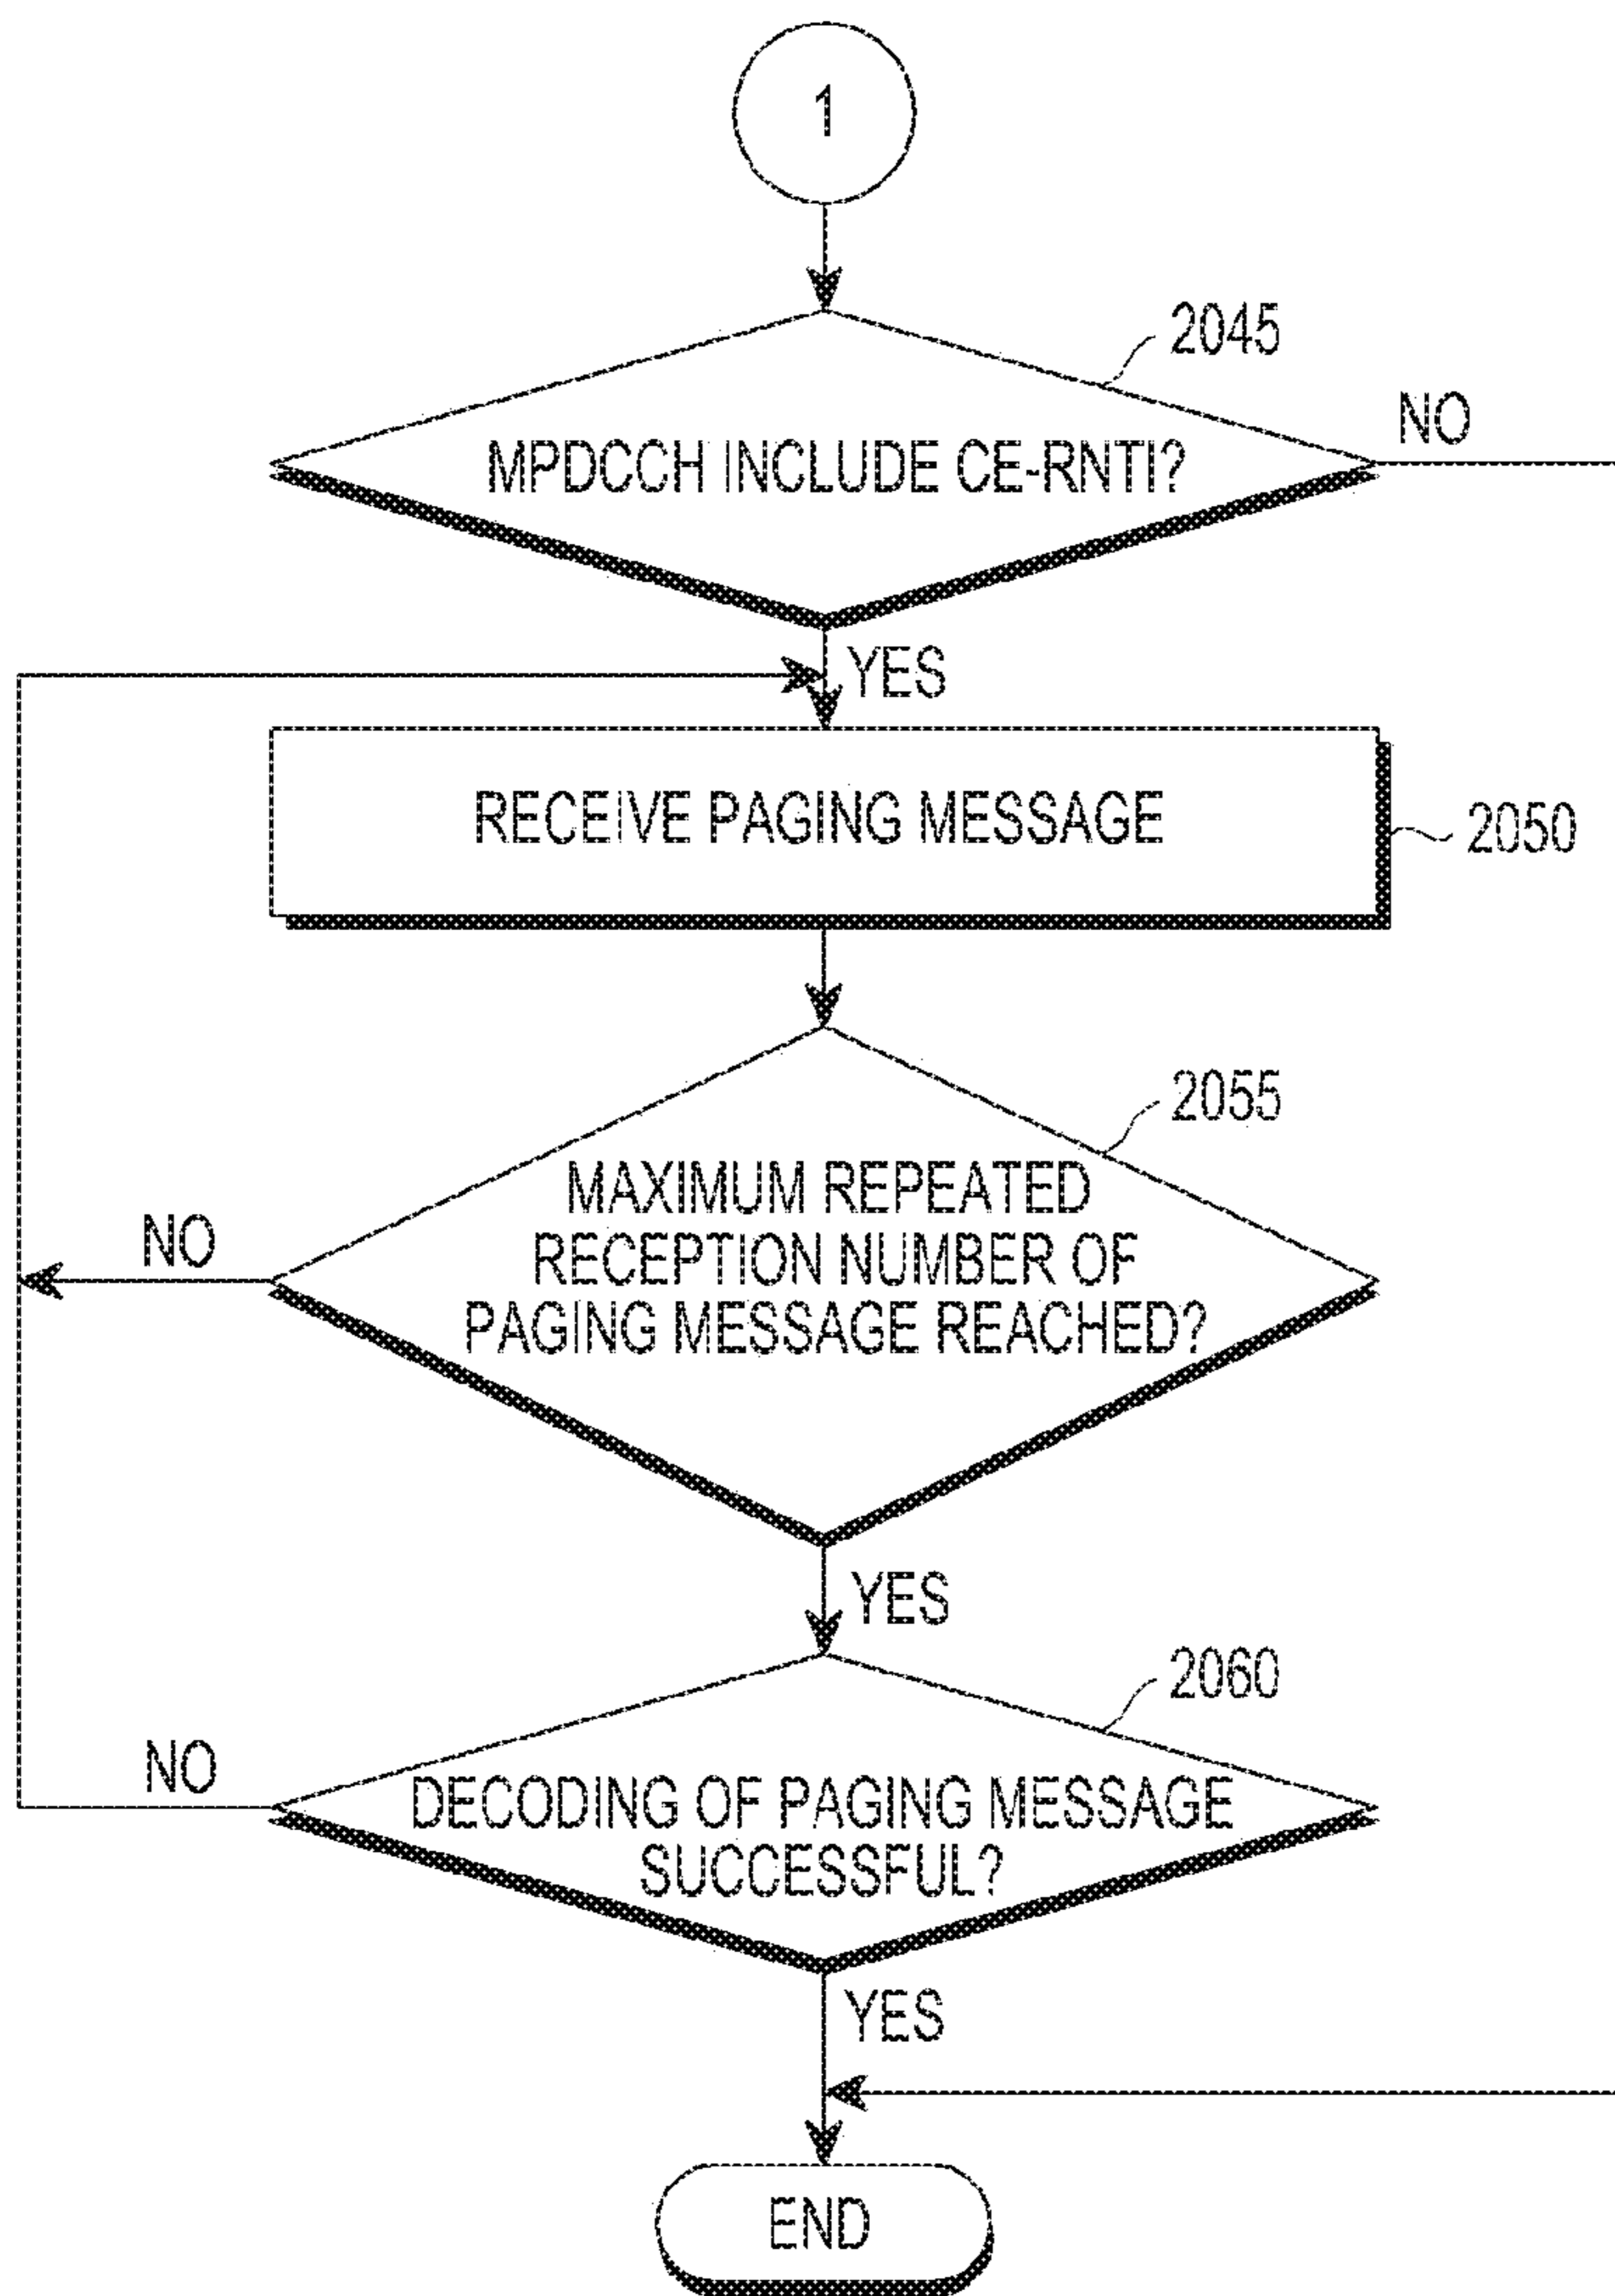 1
2045
NO
MPDCCH INCLUDE CE-RNTI?
YES
RECEIVE PAGING MESSAGE
2050
2055
MAXIMUM REPEATED
RECEPTION NUMBER OF
PAGING MESSAGE REACHED?
NO
YES
2060
NO
DECODING OF PAGING MESSAGE
SUCCESSFUL?
YES
END